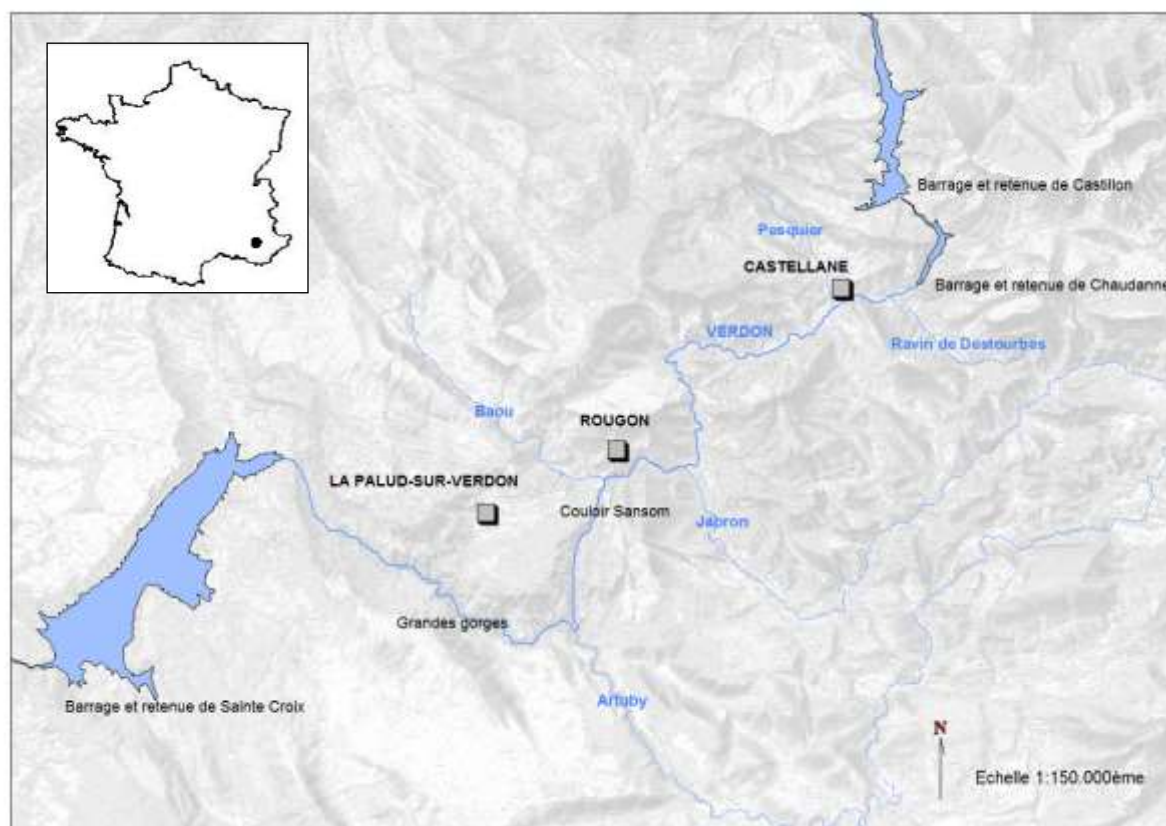 Barrage et retenue de Castillon
Pesquier
CASTELLANE
Barrage et retenue de Chaudanne
VERDON
Ravin de Destourbes
Baou
ROUGON
LA PALUD-SUR-VERDON
Couloir Sansom
Jabron
Grandes gorges
Artuby
Barrage et retenue de Sainte Croix
N
Echelle 1:150.000ème